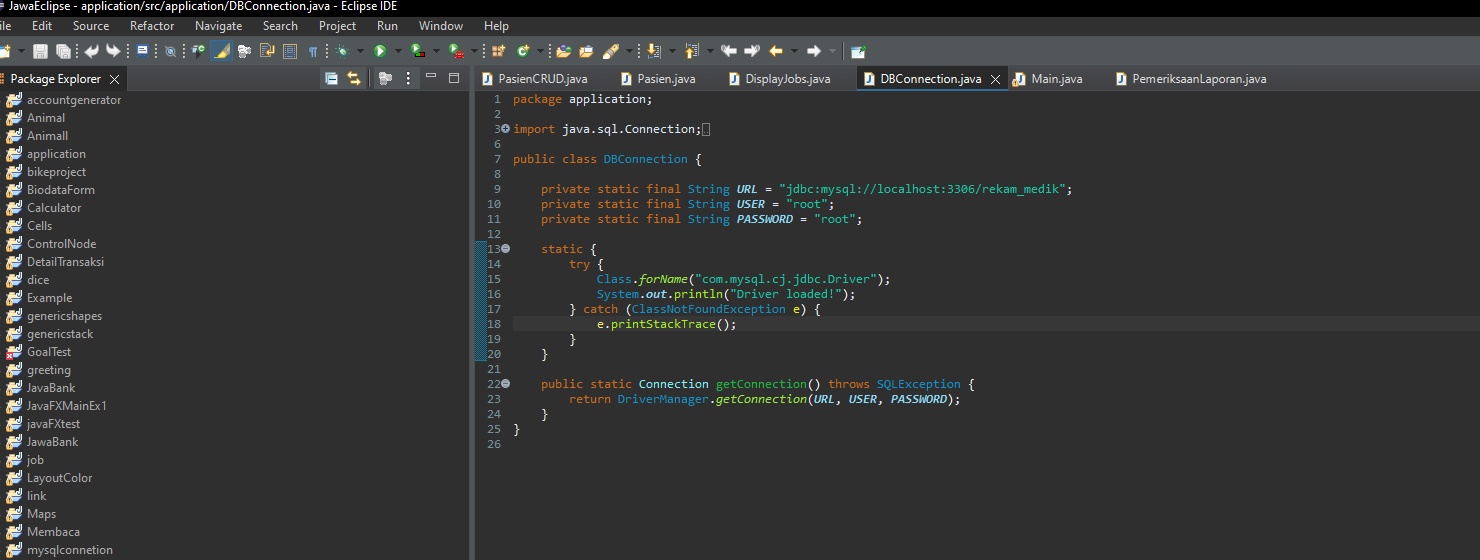 JawaEclipse - application/src/application/DBConnection.java - Eclipse IDE
ile Edit Source Refactor Navigate Search Project Run Window Help
Package Explorer
accountgenerator
Animal
Animall
application
bikeproject
BiodataForm
Calculator
Cells
ControlNode
DetailTransaksi
dice
Example
genericshapes
genericstack
GoalTest
greeting
JavaBank
JavaFXMainEx1
javaFXtest
JawaBank
job
LayoutColor
link
Maps
Membaca
mysqlconnetion
PasienCRUD.java Pasien.java DisplayJobs.java DBConnection.java Main.java PemeriksaanLaporan.java
1 package application;
2
3 import java.sql.Connection;
6
7 public class DBConnection {
8
9 private static final String URL = "jdbc:mysql://localhost:3306/rekam_medik";
10 private static final String USER = "root";
11 private static final String PASSWORD = "root";
12
13 static {
14 try {
15 Class.forName("com.mysql.cj.jdbc.Driver");
16 System.out.println("Driver loaded!");
17 } catch (ClassNotFoundException e) {
18 e.printStackTrace();
19 }
20 }
21
22 public static Connection getConnection() throws SQLException {
23 return DriverManager.getConnection(URL, USER, PASSWORD);
24 }
25 }
26